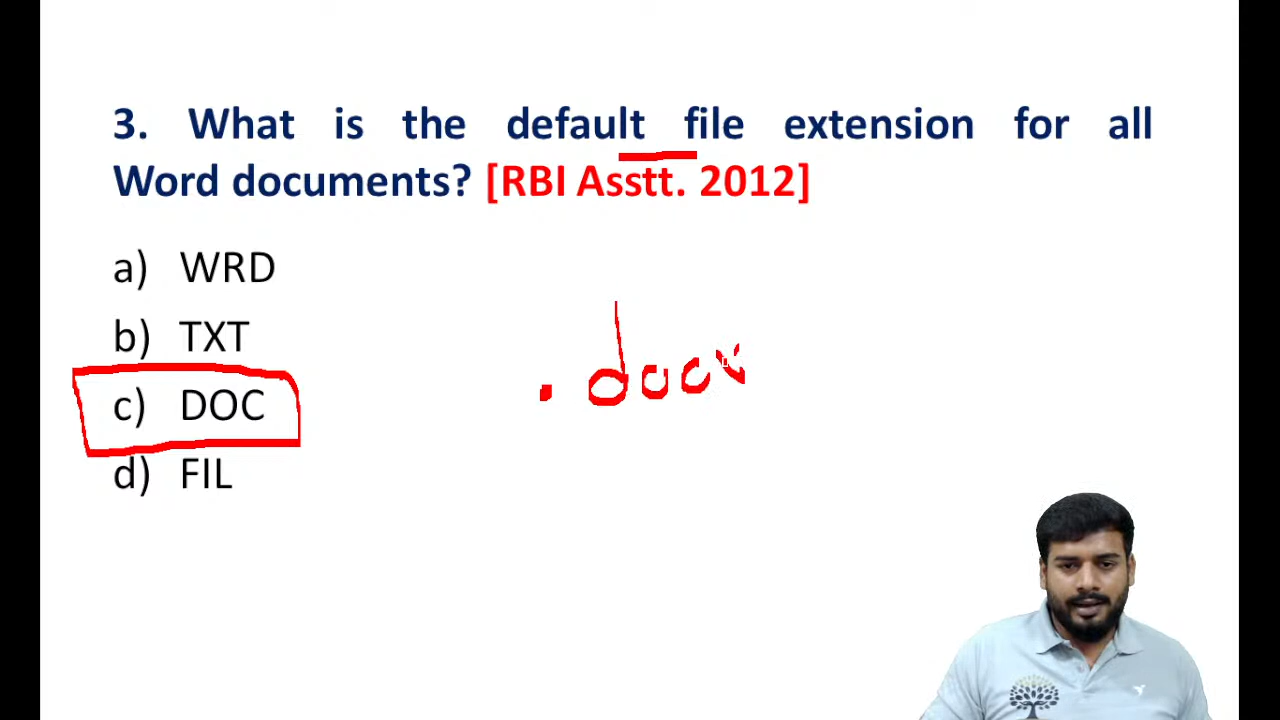 3. What is the default file extension for all
Word documents? [RBI Asstt. 2012]
a) WRD
b) TXT
c) DOC
d) FIL
.docx